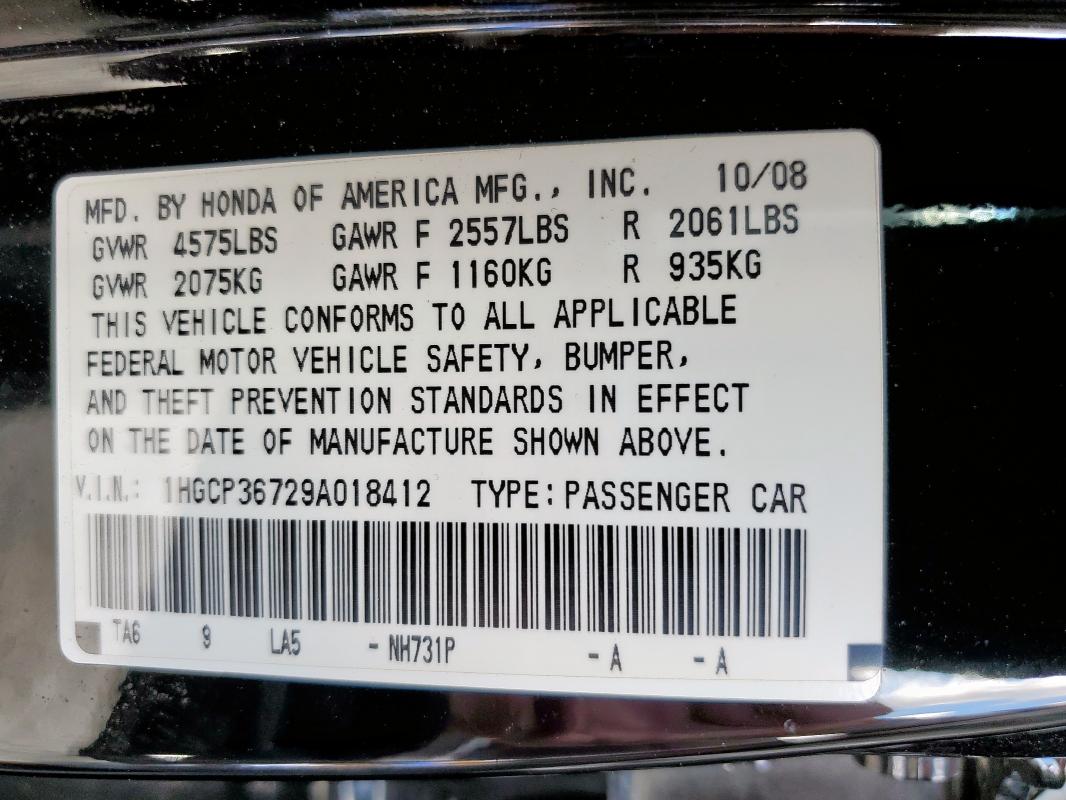 MFD. BY HONDA OF AMERICA MFG., INC. 10/08
GVWR 4575LBS GAWR F 2557LBS R 2061LBS
GVWR 2075KG GAWR F 1160KG R 935KG
THIS VEHICLE CONFORMS TO ALL APPLICABLE
FEDERAL MOTOR VEHICLE SAFETY, BUMPER,
AND THEFT PREVENTION STANDARDS IN EFFECT
ON THE DATE OF MANUFACTURE SHOWN ABOVE.
V.I.N.: 1HGCP36729A018412 TYPE: PASSENGER CAR
TA6 9 LA5 - NH731P - A - A